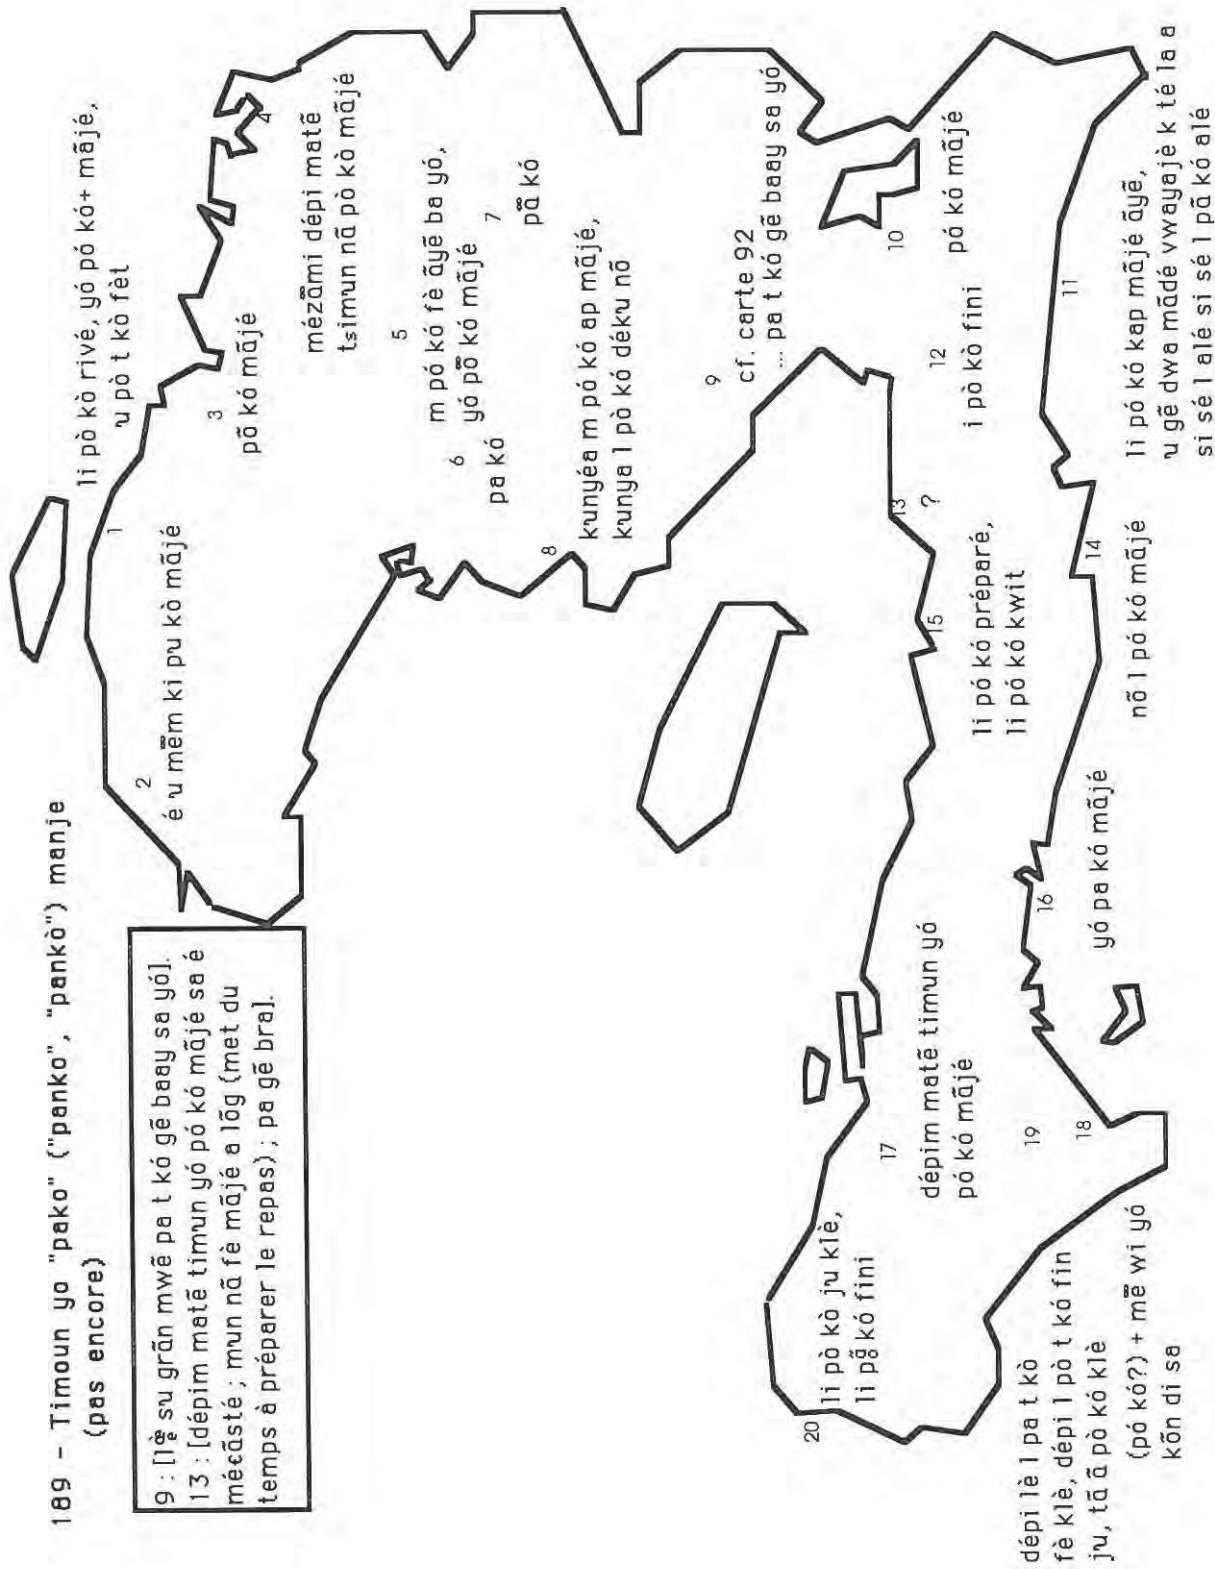 189 - Timoun yo "pako" ("panko", "pankò") manje
(pas encore)
9 : [lẽ su grãn mwẽ pa t kó gẽ baay sa yó].
13 : [dépim matẽ timun yó pó kó mãjé sa é
méɛãsté ; mun nã fè mãjé a lõg (met du
temps à préparer le repas) ; pa gẽ bra].
1
li pò kò rivé, yó pó kó+ mãjé,
u pò t kò fèt
2
é u mẽm ki pu kò mãjé
3
põ kó mãjé
4
mézãmi dépi matẽ
tsimun nã pò kò mãjé
5
m pó kó fè ãyẽ ba yó,
yó põ kó mãjé
6
pa kó
7
pã kó
8
kunyéa m pó kó ap mãjé,
kunya l pò kó déku nõ
9
cf. carte 92
... pa t kó gẽ baay sa yó
10
pó kó mãjé
11
li pó kó kap mãjé ãyẽ,
u gẽ dwa mãdé vwayajè k té la a
si sé l alé si sé l pã kó alé
12
i pò kò fini
13
?
14
nõ l pó kó mãjé
15
li pó kó préparé,
li pó kó kwit
16
yó pa kó mãjé
17
dépim matẽ timun yó
pó kó mãjé
18
(pó kó?) + mẽ wi yó
kõn di sa
19
dépi lè l pa t kò
fè klè, dépi l pò t kó fin
ju, tã ã pò kó klè
20
li pò kò ju klè,
li kó fini